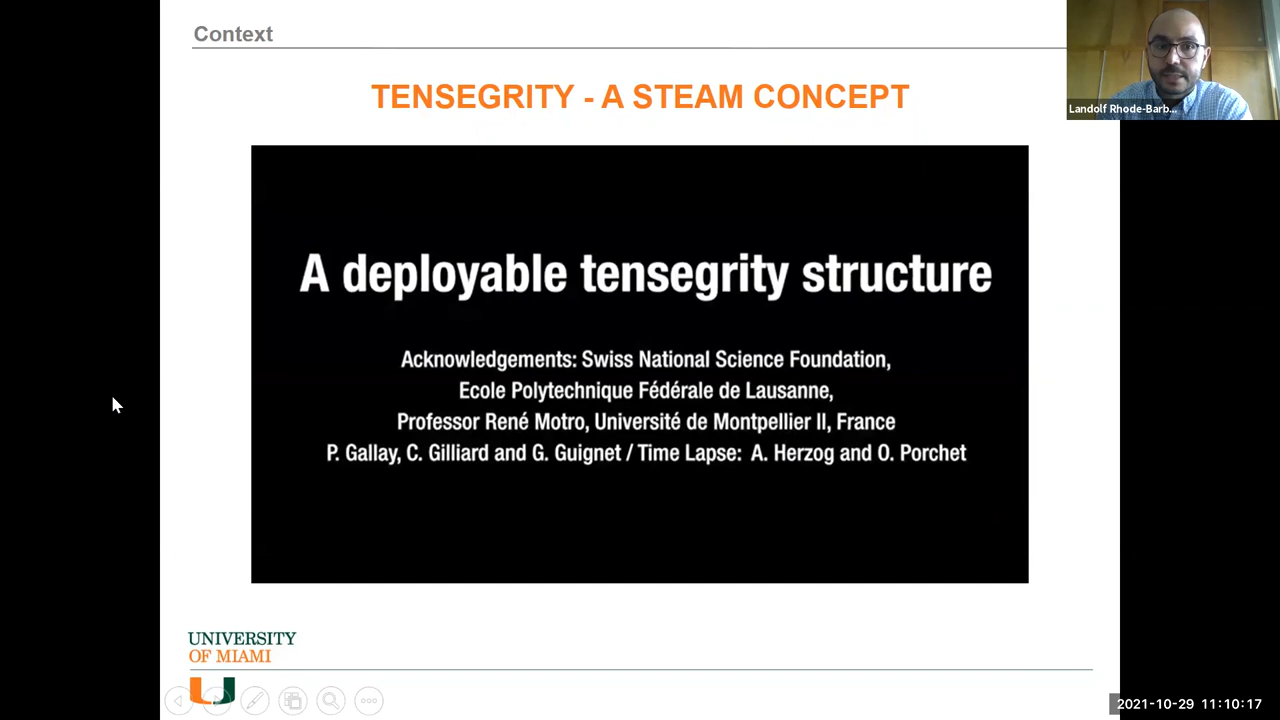 Context
TENSEGRITY - A STEAM CONCEPT
Landolf Rhode-Barb...
A deployable tensegrity structure
Acknowledgements: Swiss National Science Foundation,
Ecole Polytechnique Fédérale de Lausanne,
Professor René Motro, Université de Montpellier II, France
P. Gallay, C. Gilliard and G. Guignet / Time Lapse: A. Herzog and O. Porchet
UNIVERSITY
OF MIAMI
U
2021-10-29 11:10:17